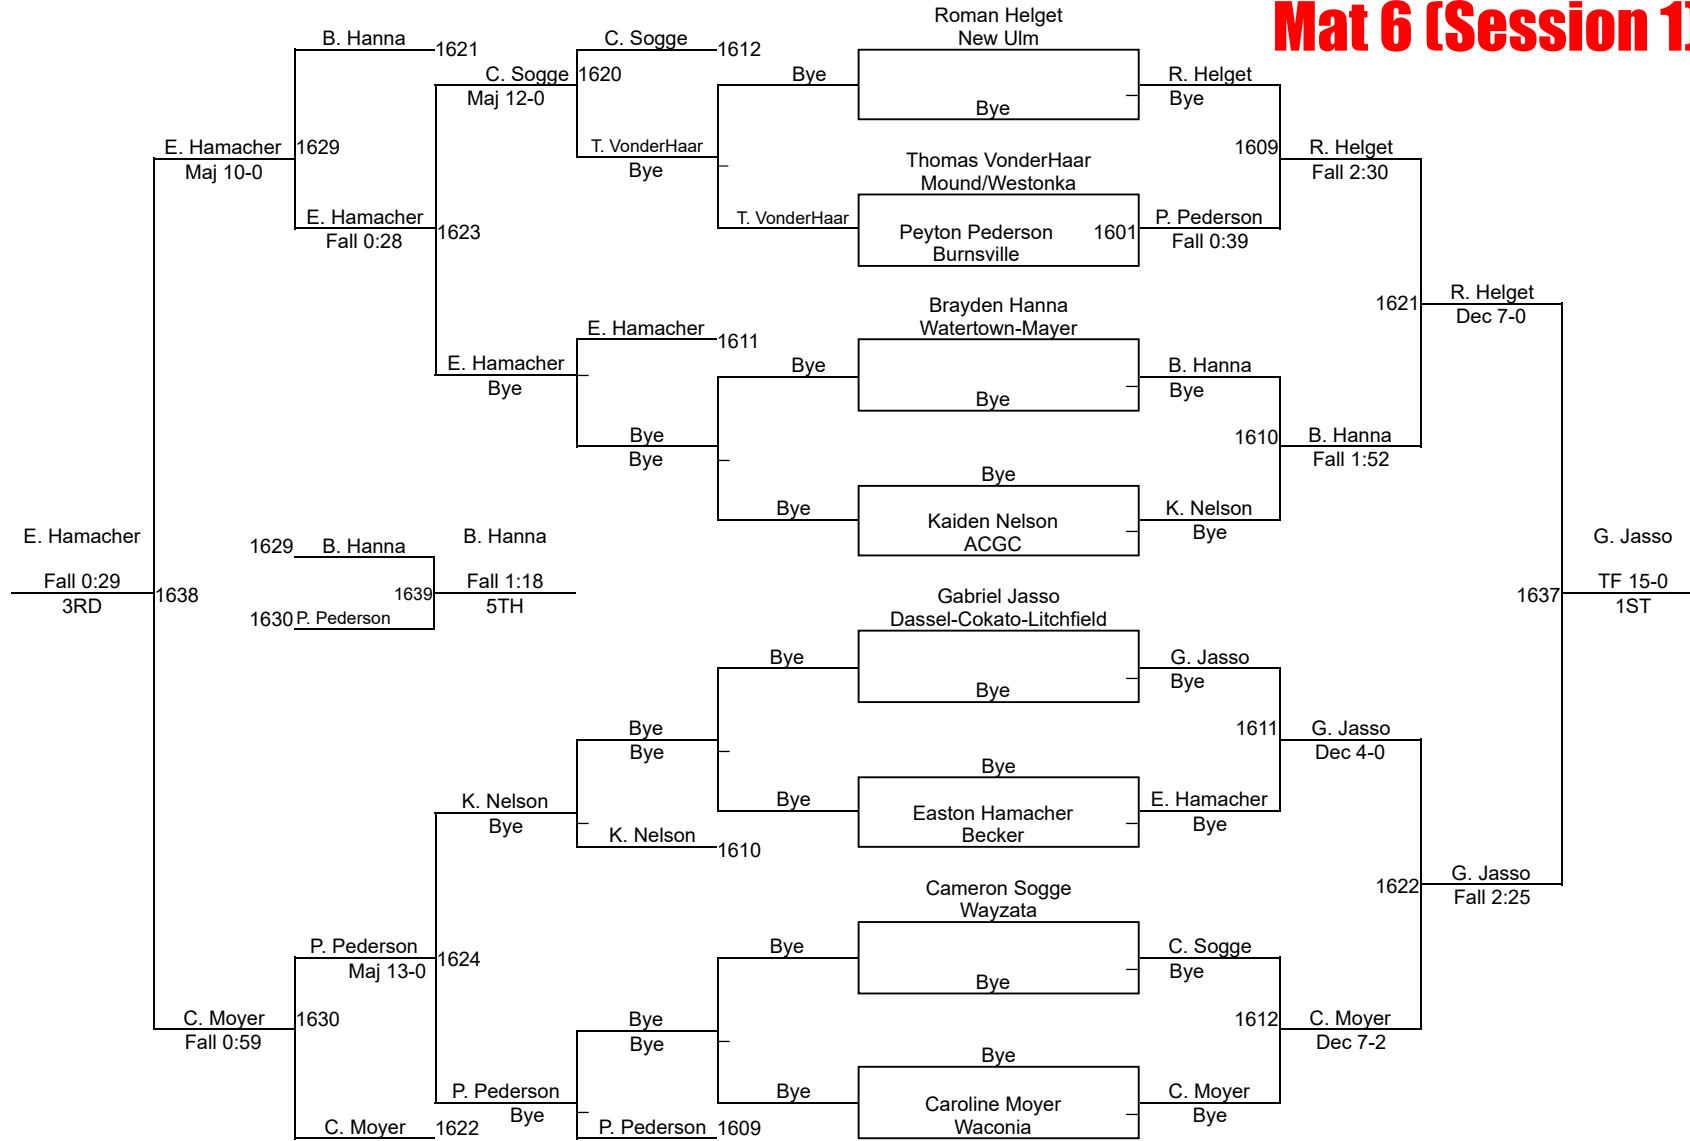 Mat 6 (Session 1)
Roman Helget
New Ulm
B. Hanna
1621
C. Sogge
1612
C. Sogge
1620
Maj 12-0
Bye
Bye
R. Helget
Bye
E. Hamacher
1629
Maj 10-0
T. VonderHaar
Bye
Thomas VonderHaar
Mound/Westonka
1609
R. Helget
Fall 2:30
E. Hamacher
Fall 0:28
1623
T. VonderHaar
Peyton Pederson
Burnsville
1601
P. Pederson
Fall 0:39
Brayden Hanna
Watertown-Mayer
1621
R. Helget
Dec 7-0
E. Hamacher
1611
E. Hamacher
Bye
Bye
Bye
B. Hanna
Bye
Bye
Bye
1610
B. Hanna
Fall 1:52
Bye
Bye
Kaiden Nelson
ACGC
K. Nelson
Bye
E. Hamacher
Fall 0:29
3RD
1638
1629
B. Hanna
1630
P. Pederson
1639
B. Hanna
Fall 1:18
5TH
G. Jasso
1637
TF 15-0
1ST
Gabriel Jasso
Dassel-Cokato-Litchfield
Bye
Bye
G. Jasso
Bye
Bye
Bye
1611
G. Jasso
Dec 4-0
Bye
K. Nelson
Bye
K. Nelson
1610
Bye
Easton Hamacher
Becker
E. Hamacher
Bye
1622
G. Jasso
Fall 2:25
Cameron Sogge
Wayzata
P. Pederson
Maj 13-0
1624
Bye
Bye
C. Sogge
Bye
C. Moyer
Fall 0:59
1630
Bye
Bye
1612
C. Moyer
Dec 7-2
Bye
P. Pederson
Bye
Bye
Caroline Moyer
Waconia
C. Moyer
Bye
C. Moyer
1622
P. Pederson
1609